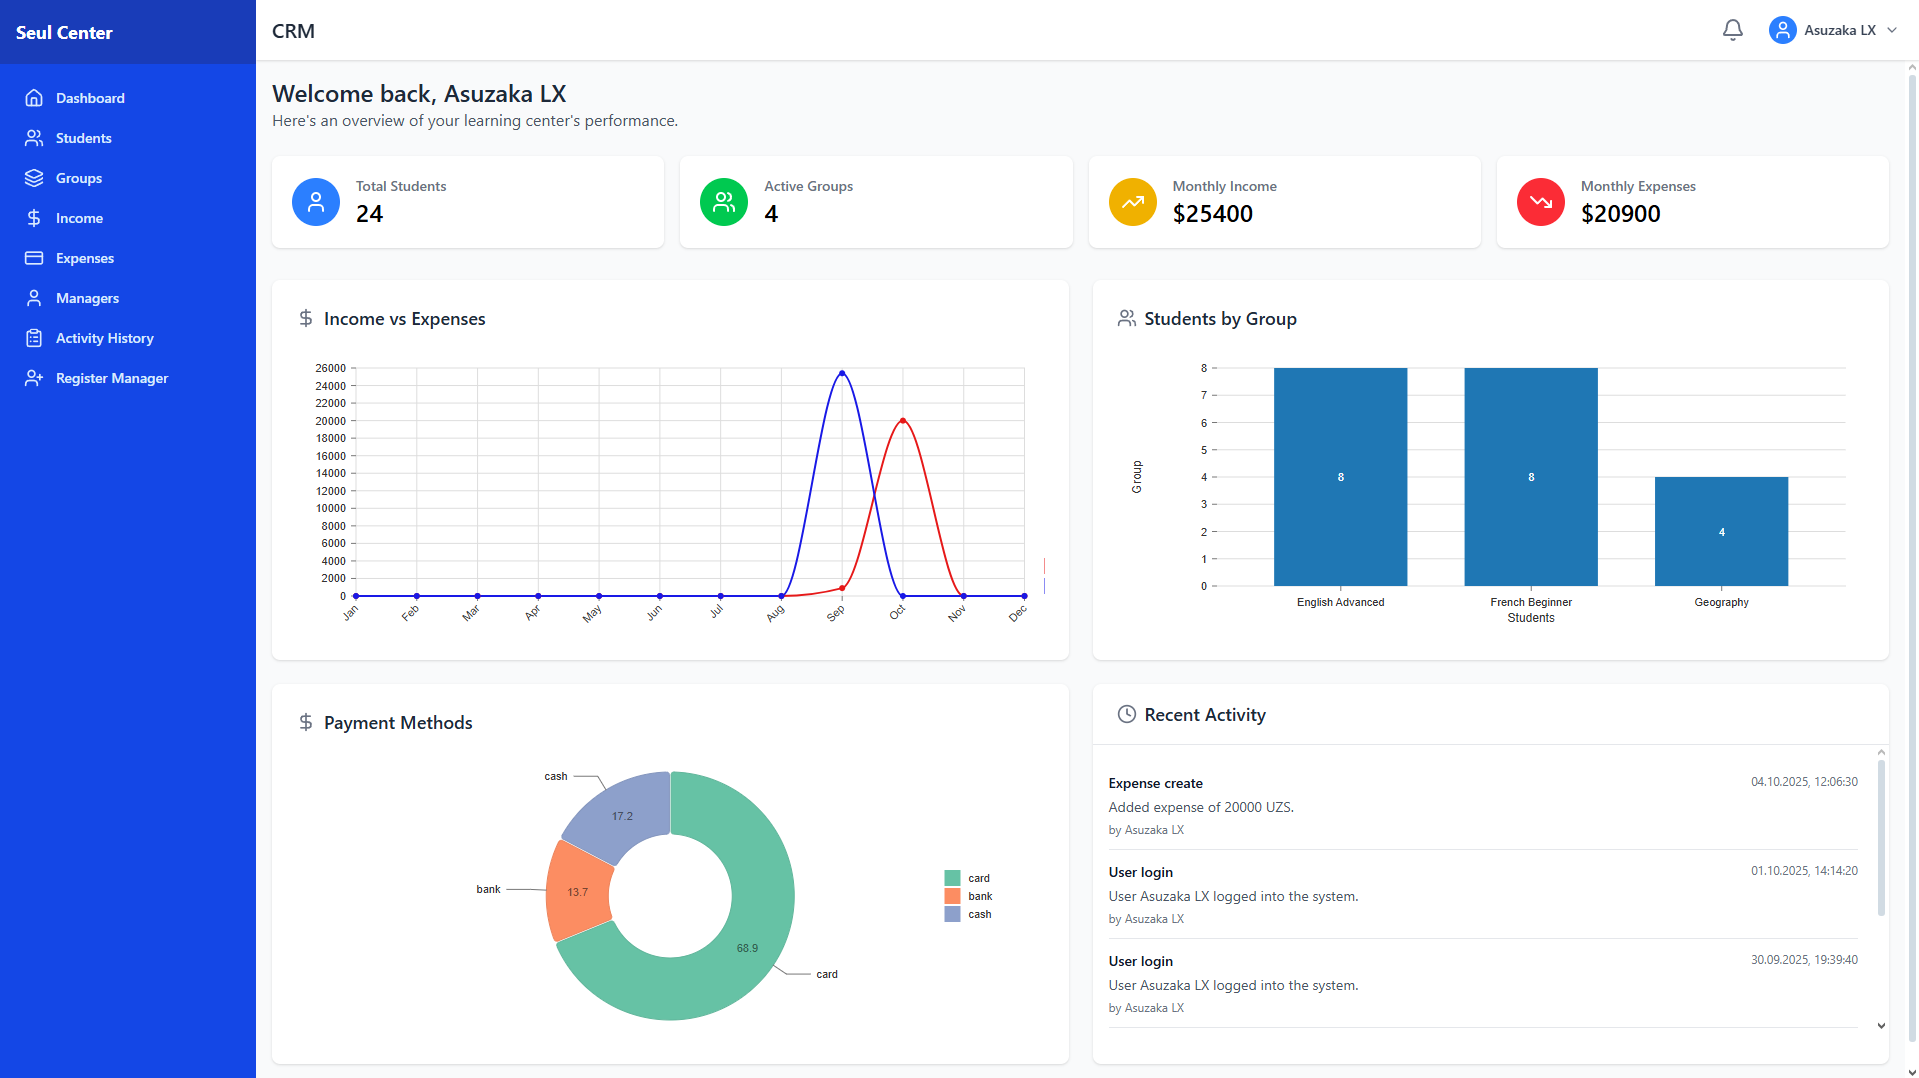 Seul Center
CRM
Asuzaka LX
Dashboard
Students
Groups
Income
Expenses
Managers
Activity History
Register Manager
Welcome back, Asuzaka LX
Here's an overview of your learning center's performance.
Total Students
24
Active Groups
4
Monthly Income
$25400
Monthly Expenses
$20900
Income vs Expenses
26000
24000
22000
20000
18000
16000
14000
12000
10000
8000
6000
4000
2000
0
Jan Feb Mar Apr May Jun Jul Aug Sep Oct Nov Dec
Students by Group
8
7
6
5
4
3
2
1
0
Group
8 8 4
English Advanced French Beginner Geography
Students
Payment Methods
cash
17.2
bank
13.7
68.9
card
card
bank
cash
Recent Activity
Expense create 04.10.2025, 12:06:30
Added expense of 20000 UZS.
by Asuzaka LX
User login 01.10.2025, 14:14:20
User Asuzaka LX logged into the system.
by Asuzaka LX
User login 30.09.2025, 19:39:40
User Asuzaka LX logged into the system.
by Asuzaka LX